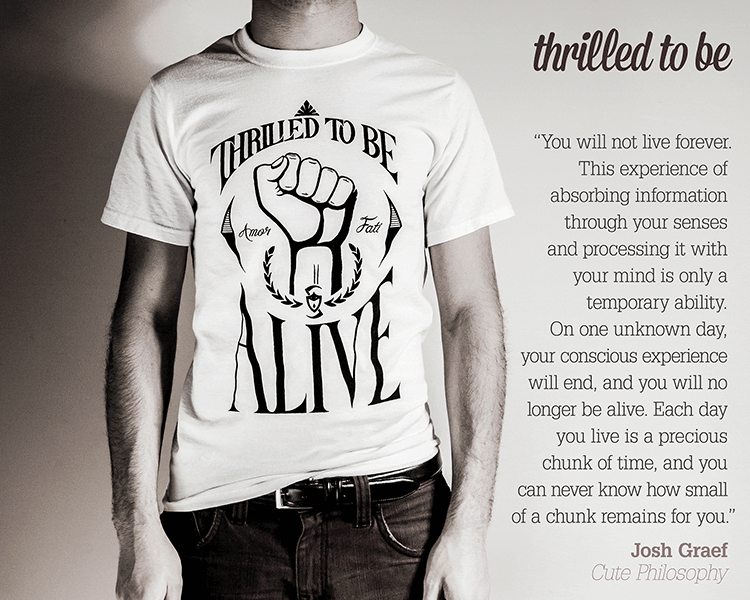 THRILLED TO BE
Amor Fati
ALIVE
thrilled to be
“You will not live forever.
This experience of
absorbing information
through your senses
and processing it with
your mind is only a
temporary ability.
On one unknown day,
your conscious experience
will end, and you will no
longer be alive. Each day
you live is a precious
chunk of time, and you
can never know how small
of a chunk remains for you.”
Josh Graef
Cute Philosophy